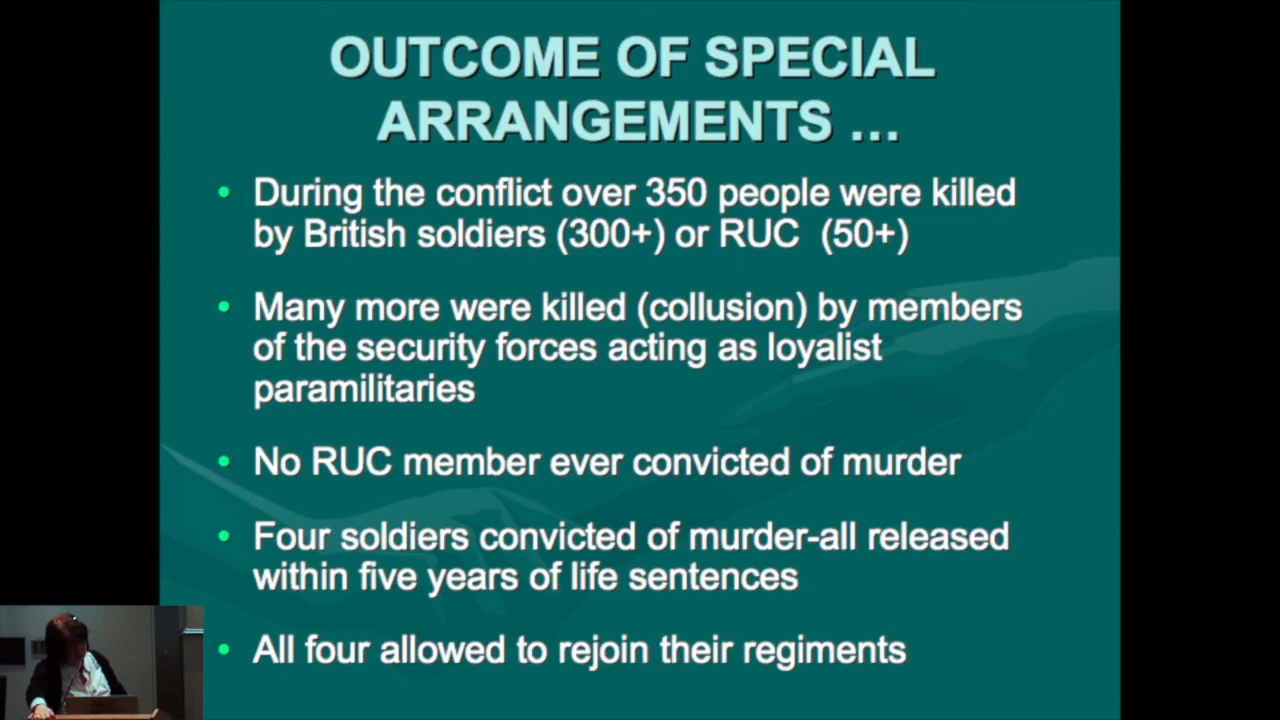 OUTCOME OF SPECIAL
ARRANGEMENTS ...
• During the conflict over 350 people were killed
by British soldiers (300+) or RUC (50+)
• Many more were killed (collusion) by members
of the security forces acting as loyalist
paramilitaries
• No RUC member ever convicted of murder
• Four soldiers convicted of murder-all released
within five years of life sentences
• All four allowed to rejoin their regiments